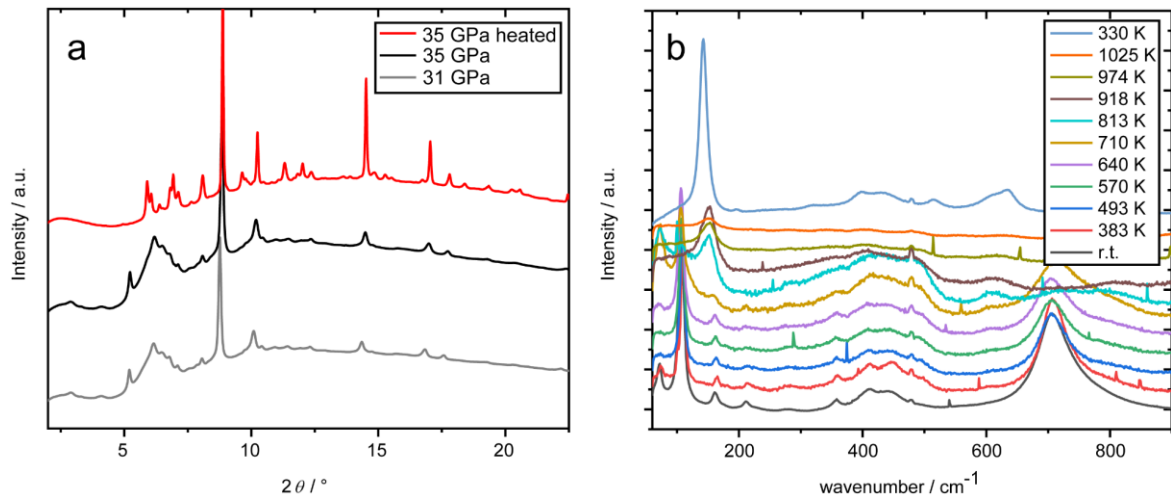 a
35 GPa heated
35 GPa
31 GPa
Intensity / a.u.
5
10
15
20
2θ / °
b
330 K
1025 K
974 K
918 K
813 K
710 K
640 K
570 K
493 K
383 K
r.t.
Intensity / a.u.
200
400
600
800
wavenumber / cm⁻¹